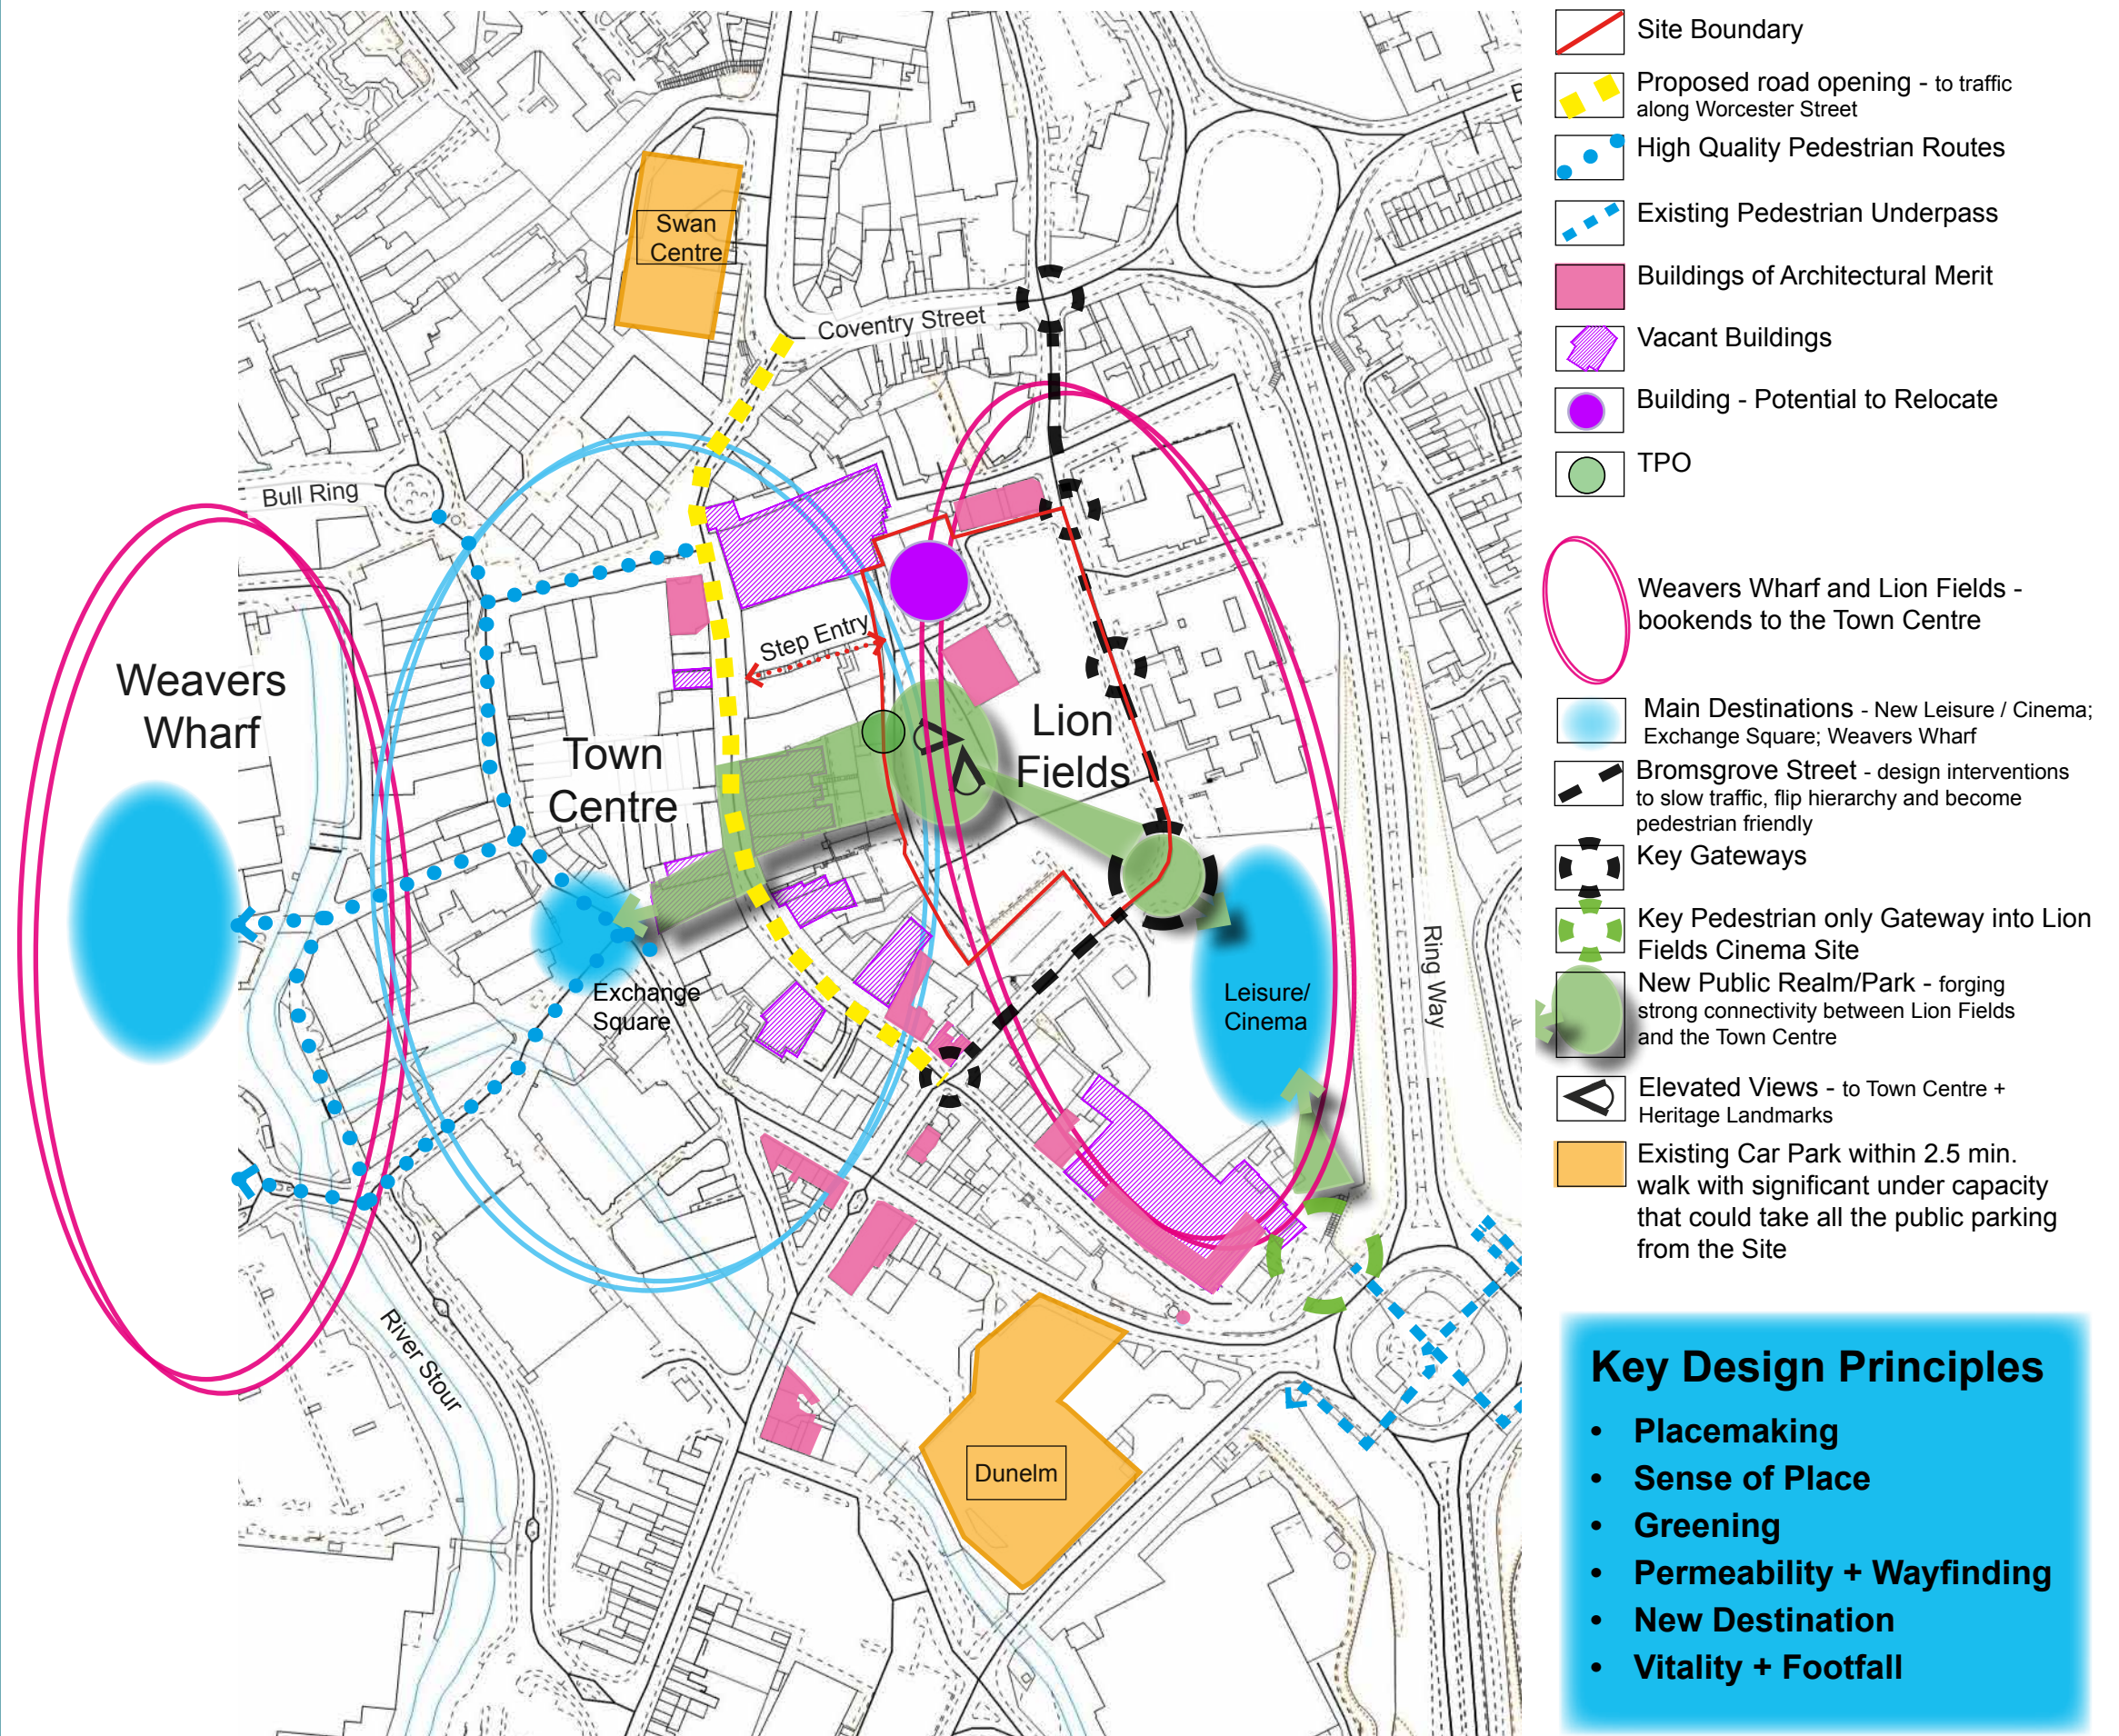 Swan
Centre
Coventry Street
Bull Ring
Step Entry
Weavers
Wharf
Town
Centre
Lion
Fields
Exchange
Square
Leisure/
Cinema
Ring Way
River Stour
Dunelm
Site Boundary
Proposed road opening - to traffic
along Worcester Street
High Quality Pedestrian Routes
Existing Pedestrian Underpass
Buildings of Architectural Merit
Vacant Buildings
Building - Potential to Relocate
TPO
Weavers Wharf and Lion Fields -
bookends to the Town Centre
Main Destinations - New Leisure / Cinema;
Exchange Square; Weavers Wharf
Bromsgrove Street - design interventions
to slow traffic, flip hierarchy and become
pedestrian friendly
Key Gateways
Key Pedestrian only Gateway into Lion
Fields Cinema Site
New Public Realm/Park - forging
strong connectivity between Lion Fields
and the Town Centre
Elevated Views - to Town Centre +
Heritage Landmarks
Existing Car Park within 2.5 min.
walk with significant under capacity
that could take all the public parking
from the Site
Key Design Principles
• Placemaking
• Sense of Place
• Greening
• Permeability + Wayfinding
• New Destination
• Vitality + Footfall